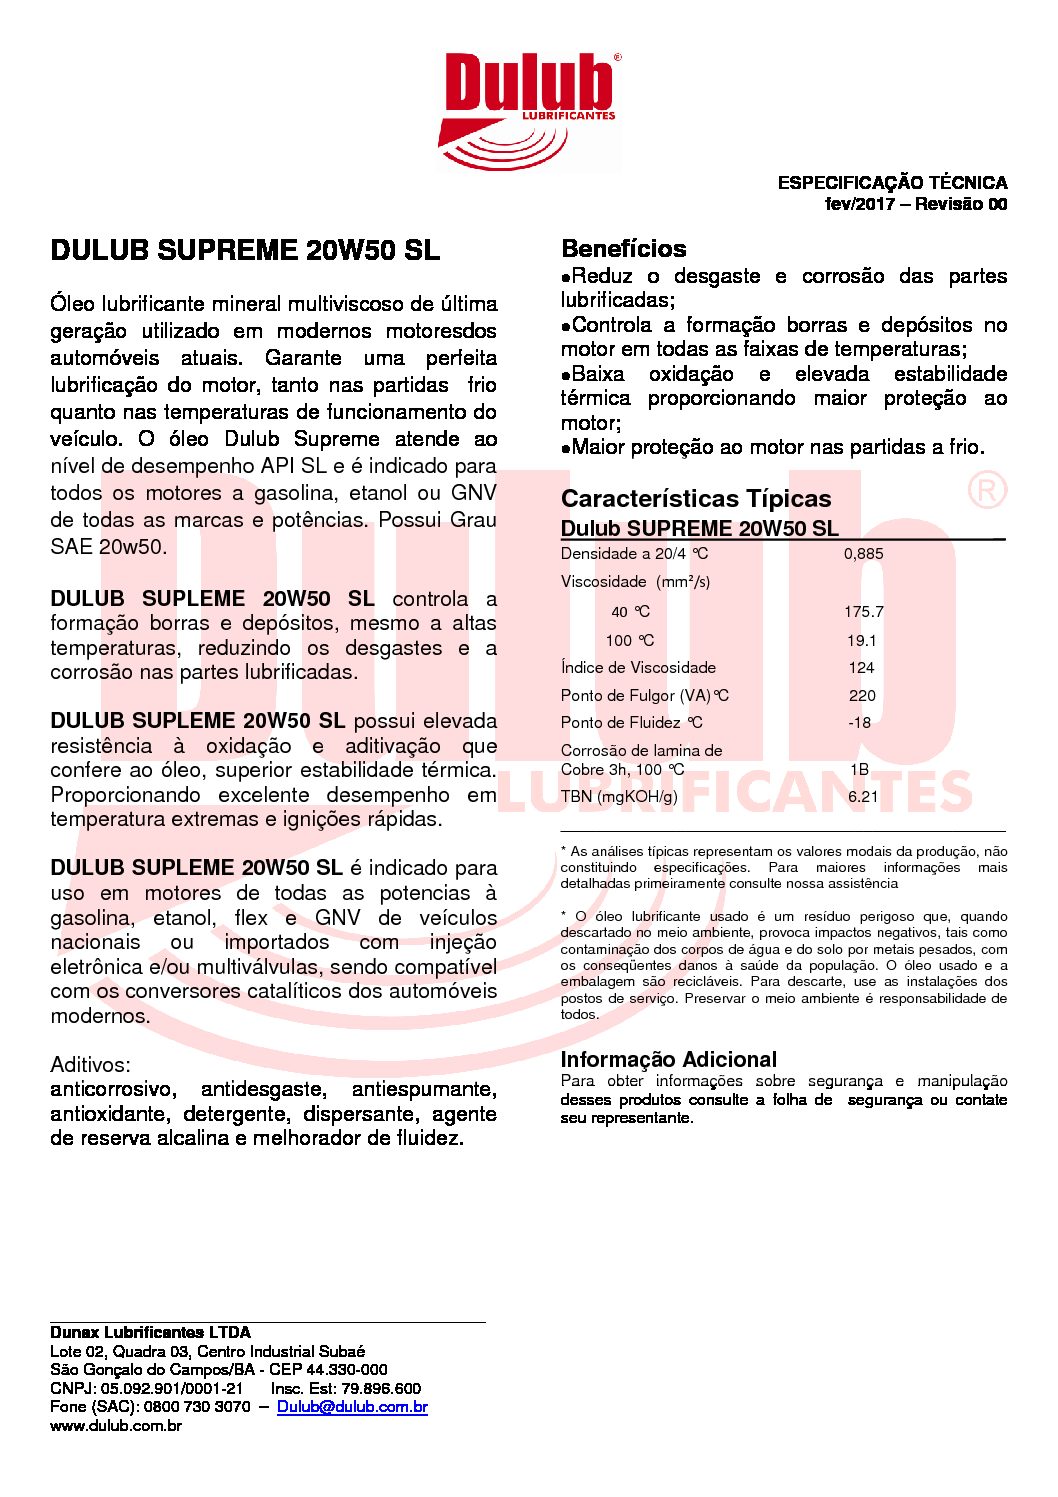 Dulub®
LUBRIFICANTES
ESPECIFICAÇÃO TÉCNICA
fev/2017 – Revisão 00
DULUB SUPREME 20W50 SL
Óleo lubrificante mineral multiviscoso de última
geração utilizado em modernos motoresdos
automóveis atuais. Garante uma perfeita
lubrificação do motor, tanto nas partidas frio
quanto nas temperaturas de funcionamento do
veículo. O óleo Dulub Supreme atende ao
nível de desempenho API SL e é indicado para
todos os motores a gasolina, etanol ou GNV
de todas as marcas e potências. Possui Grau
SAE 20w50.
DULUB SUPLEME 20W50 SL controla a
formação borras e depósitos, mesmo a altas
temperaturas, reduzindo os desgastes e a
corrosão nas partes lubrificadas.
DULUB SUPLEME 20W50 SL possui elevada
resistência à oxidação e aditivação que
confere ao óleo, superior estabilidade térmica.
Proporcionando excelente desempenho em
temperatura extremas e ignições rápidas.
DULUB SUPLEME 20W50 SL é indicado para
uso em motores de todas as potencias à
gasolina, etanol, flex e GNV de veículos
nacionais ou importados com injeção
eletrônica e/ou multiválvulas, sendo compatível
com os conversores catalíticos dos automóveis
modernos.
Aditivos:
anticorrosivo, antidesgaste, antiespumante,
antioxidante, detergente, dispersante, agente
de reserva alcalina e melhorador de fluidez.
Benefícios
●Reduz o desgaste e corrosão das partes
lubrificadas;
●Controla a formação borras e depósitos no
motor em todas as faixas de temperaturas;
●Baixa oxidação e elevada estabilidade
térmica proporcionando maior proteção ao
motor;
●Maior proteção ao motor nas partidas a frio.
Características Típicas
Dulub SUPREME 20W50 SL
Densidade a 20/4 °C 0,885
Viscosidade (mm²/s)
40 °C 175.7
100 °C 19.1
Índice de Viscosidade 124
Ponto de Fulgor (VA)°C 220
Ponto de Fluidez °C -18
Corrosão de lamina de
Cobre 3h, 100 °C 1B
TBN (mgKOH/g) 6.21
* As análises típicas representam os valores modais da produção, não
constituindo especificações. Para maiores informações mais
detalhadas primeiramente consulte nossa assistência
* O óleo lubrificante usado é um resíduo perigoso que, quando
descartado no meio ambiente, provoca impactos negativos, tais como
contaminação dos corpos de água e do solo por metais pesados, com
os conseqüentes danos à saúde da população. O óleo usado e a
embalagem são recicláveis. Para descarte, use as instalações dos
postos de serviço. Preservar o meio ambiente é responsabilidade de
todos.
Informação Adicional
Para obter informações sobre segurança e manipulação
desses produtos consulte a folha de segurança ou contate
seu representante.
Dulub®
LUBRIFICANTES
Dunax Lubrificantes LTDA
Lote 02, Quadra 03, Centro Industrial Subaé
São Gonçalo do Campos/BA - CEP 44.330-000
CNPJ: 05.092.901/0001-21 Insc. Est: 79.896.600
Fone (SAC): 0800 730 3070 – Dulub@dulub.com.br
www.dulub.com.br